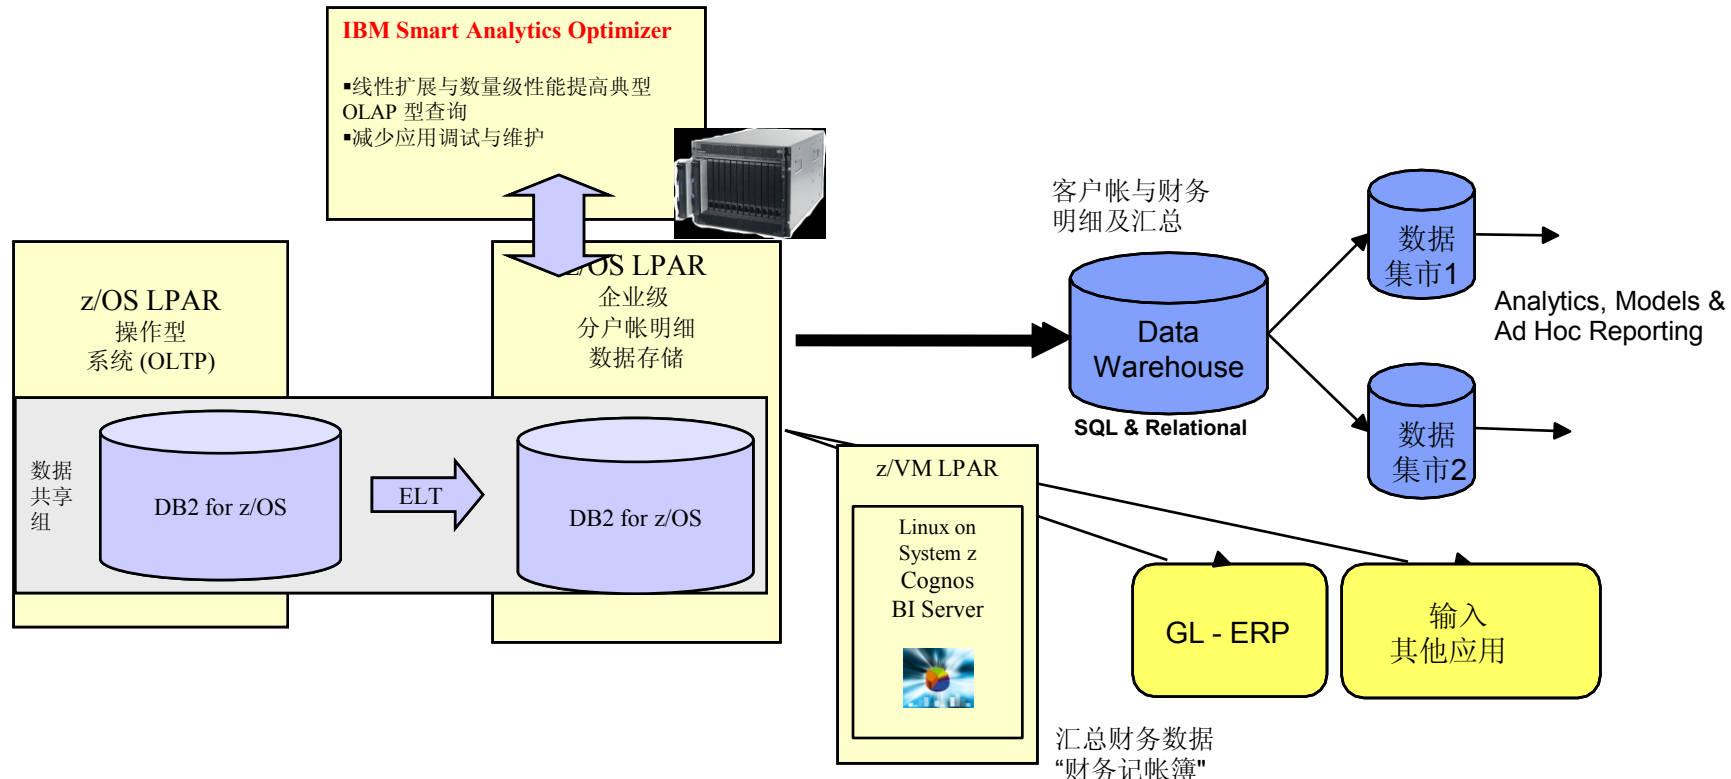 IBM Smart Analytics Optimizer
▪线性扩展与数量级性能提高典型
OLAP 型查询
▪减少应用调试与维护
z/OS LPAR
操作型
系统 (OLTP)
z/OS LPAR
企业级
分户帐明细
数据存储
数据
共享
组
DB2 for z/OS
ELT
DB2 for z/OS
客户帐与财务
明细及汇总
Data
Warehouse
SQL & Relational
数据
集市1
数据
集市2
Analytics, Models &
Ad Hoc Reporting
z/VM LPAR
Linux on
System z
Cognos
BI Server
GL - ERP
输入
其他应用
汇总财务数据
“财务记帐簿"